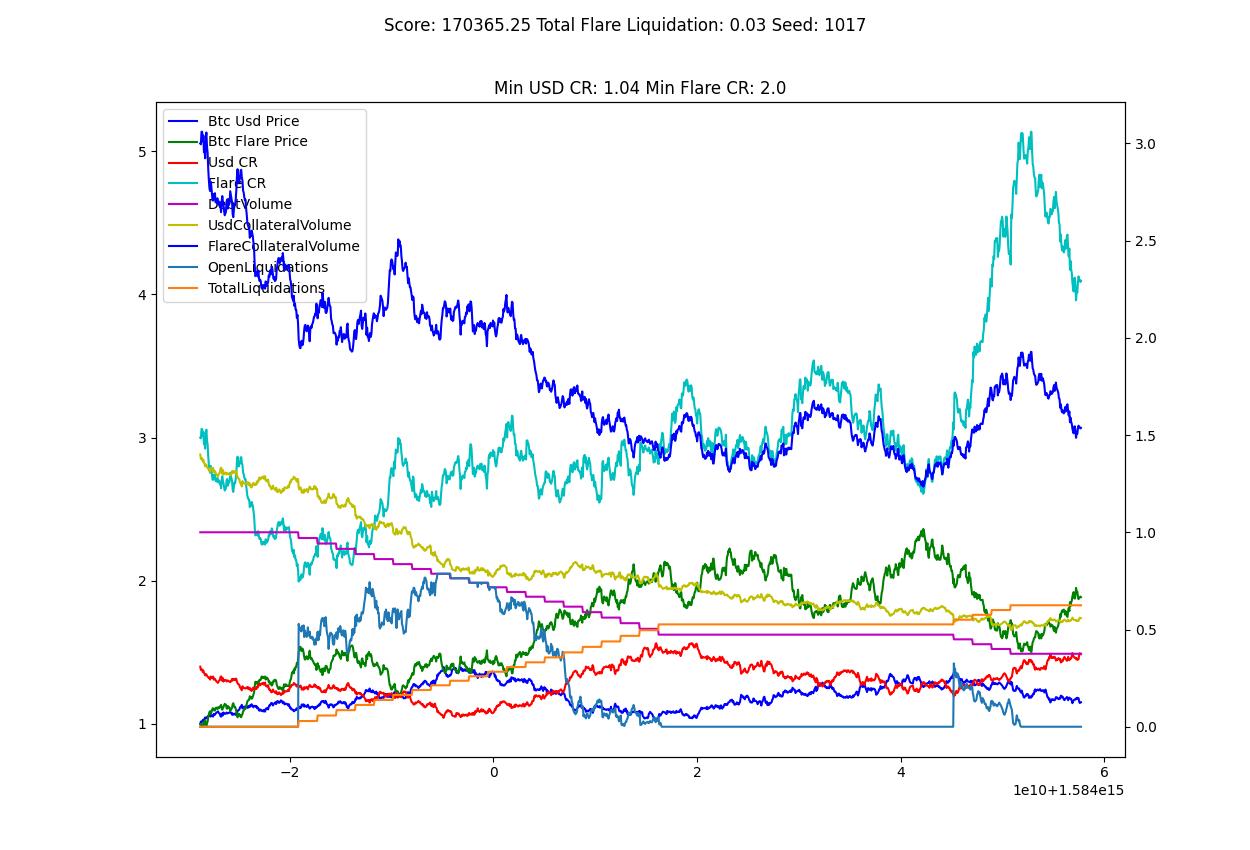 Score: 170365.25 Total Flare Liquidation: 0.03 Seed: 1017
Min USD CR: 1.04 Min Flare CR: 2.0
Btc Usd Price
Btc Flare Price
Usd CR
Flare CR
DebtVolume
UsdCollateralVolume
FlareCollateralVolume
OpenLiquidations
TotalLiquidations
5
4
3
2
1
3.0
2.5
2.0
1.5
1.0
0.5
0.0
−2
0
2
4
6
1e10+1.584e15